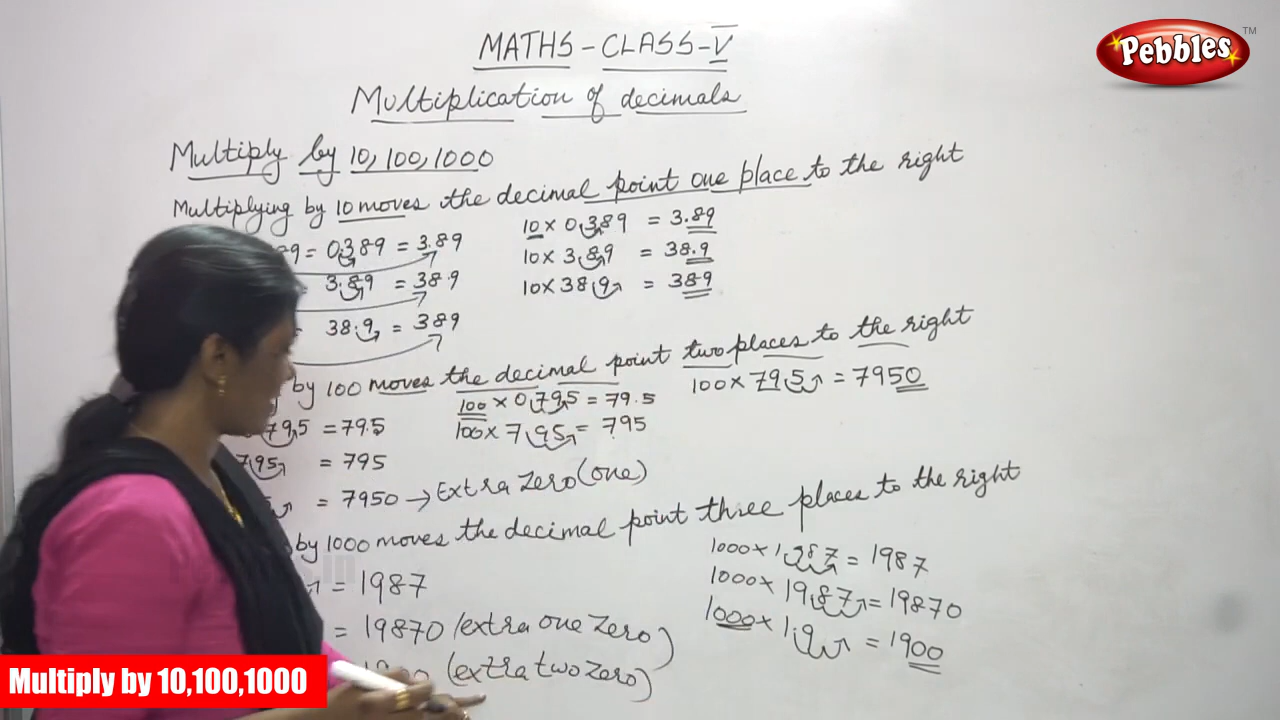 MATHS - CLASS - V
Pebbles TM
Multiplication of decimals
Multiply by 10, 100, 1000
Multiplying by 10 moves the decimal point one place to the right
89 = 0.389 = 3.89
10 × 0.389 = 3.89
3.89 = 38.9
10 × 3.89 = 38.9
38.9 = 389
10 × 38.9 = 389
by 100 moves the decimal point two places to the right
100 × 0.795 = 79.5
100 × 79.5 = 7950
795 = 79.5
100 × 7.95 = 795
7.95 = 795
= 7950 → Extra Zero (one)
by 1000 moves the decimal point three places to the right
1000 × 1.987 = 1987
= 1987
1000 × 19.87 = 19870
= 19870 (extra one Zero)
1000 × 1.9 = 1900
(extra two Zero)
Multiply by 10,100,1000